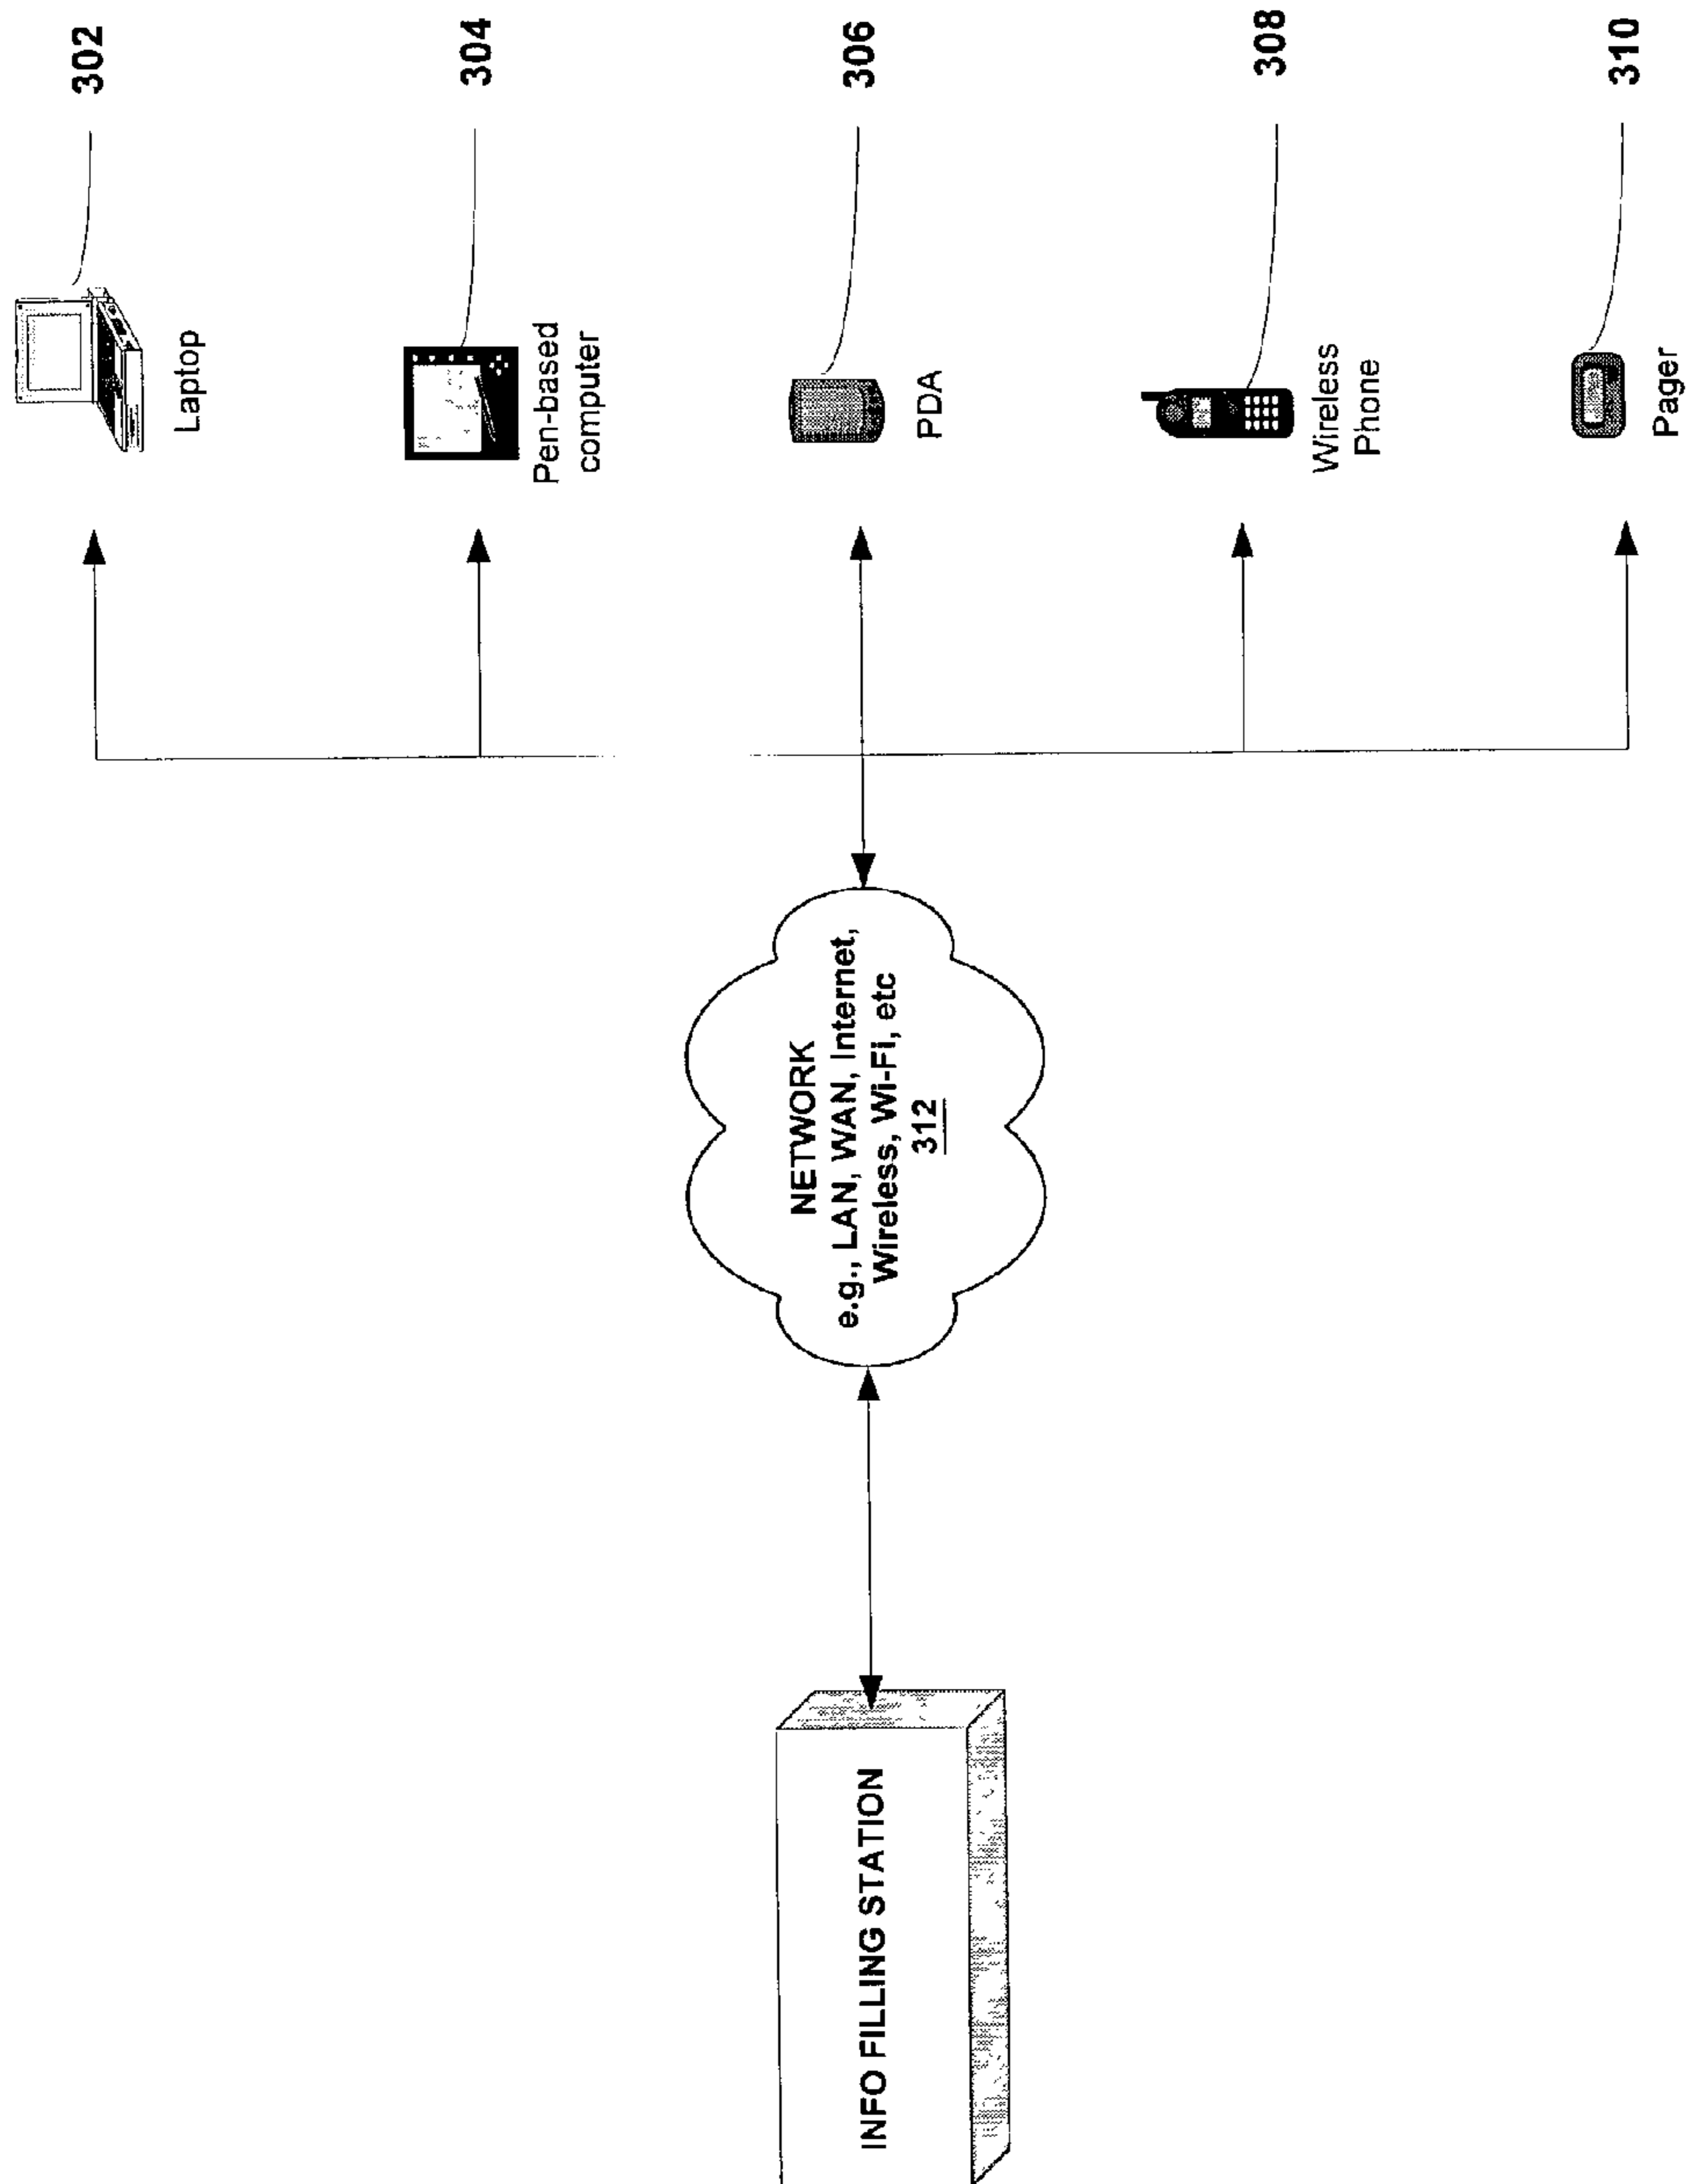 302
Laptop
304
Pen-based
computer
306
PDA
308
Wireless
Phone
310
Pager
NETWORK
e.g., LAN, WAN, Internet,
Wireless, Wi-Fi, etc
312
INFO FILLING STATION